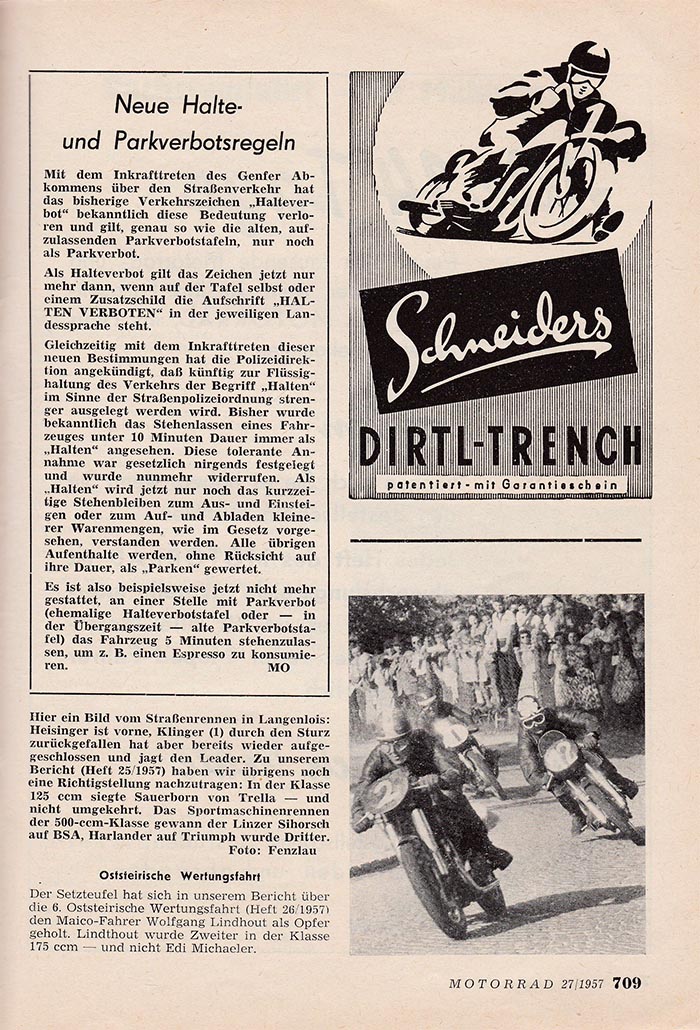 Neue Halte-
und Parkverbotsregeln
Mit dem Inkrafttreten des Genfer Ab-
kommens über den Straßenverkehr hat
das bisherige Verkehrszeichen „Haltever-
bot" bekanntlich diese Bedeutung verlo-
ren und gilt, genau so wie die alten, auf-
zulassenden Parkverbotstafeln, nur noch
als Parkverbot.
Als Halteverbot gilt das Zeichen jetzt nur
mehr dann, wenn auf der Tafel selbst oder
einem Zusatzschild die Aufschrift „HAL-
TEN VERBOTEN" in der jeweiligen Lan-
dessprache steht.
Gleichzeitig mit dem Inkrafttreten dieser
neuen Bestimmungen hat die Polizeidirek-
tion angekündigt, daß künftig zur Flüssig-
haltung des Verkehrs der Begriff „Halten"
im Sinne der Straßenpolizeiordnung stren-
ger ausgelegt werden wird. Bisher wurde
bekanntlich das Stehenlassen eines Fahr-
zeuges unter 10 Minuten Dauer immer als
„Halten" angesehen. Diese tolerante An-
nahme war gesetzlich nirgends festgelegt
und wurde nunmehr widerrufen. Als
„Halten" wird jetzt nur noch das kurzzei-
tige Stehenbleiben zum Aus- und Einstei-
gen oder zum Auf- und Abladen kleine-
rer Warenmengen, wie im Gesetz vorge-
sehen, verstanden werden. Alle übrigen
Aufenthalte werden, ohne Rücksicht auf
ihre Dauer, als „Parken" gewertet.
Es ist also beispielsweise jetzt nicht mehr
gestattet, an einer Stelle mit Parkverbot
(ehemalige Halteverbotstafel oder — in
der Übergangszeit — alte Parkverbotsta-
fel) das Fahrzeug 5 Minuten stehenzulas-
sen, um z. B. einen Espresso zu konsumie-
ren. MO
Hier ein Bild vom Straßenrennen in Langenlois:
Heisinger ist vorne, Klinger (1) durch den Sturz
zurückgefallen hat aber bereits wieder aufge-
geschlossen und jagt den Leader. Zu unserem
Bericht (Heft 25/1957) haben wir übrigens noch
eine Richtigstellung nachzutragen: In der Klasse
125 ccm siegte Sauerborn von Trella — und
nicht umgekehrt. Das Sportmaschinenrennen
der 500-ccm-Klasse gewann der Linzer Sihorsch
auf BSA, Harlander auf Triumph wurde Dritter.
Foto: Fenzlau
Oststeirische Wertungsfahrt
Der Setzteufel hat sich in unserem Bericht über
die 6. Oststeirische Wertungsfahrt (Heft 26/1957)
den Maico-Fahrer Wolfgang Lindhout als Opfer
geholt. Lindthout wurde Zweiter in der Klasse
175 ccm — und nicht Edi Michaeler.
1
Schneiders
DIRTL-TRENCH
patentiert - mit Garantieschein
1
2
MOTORRAD 27/1957 709